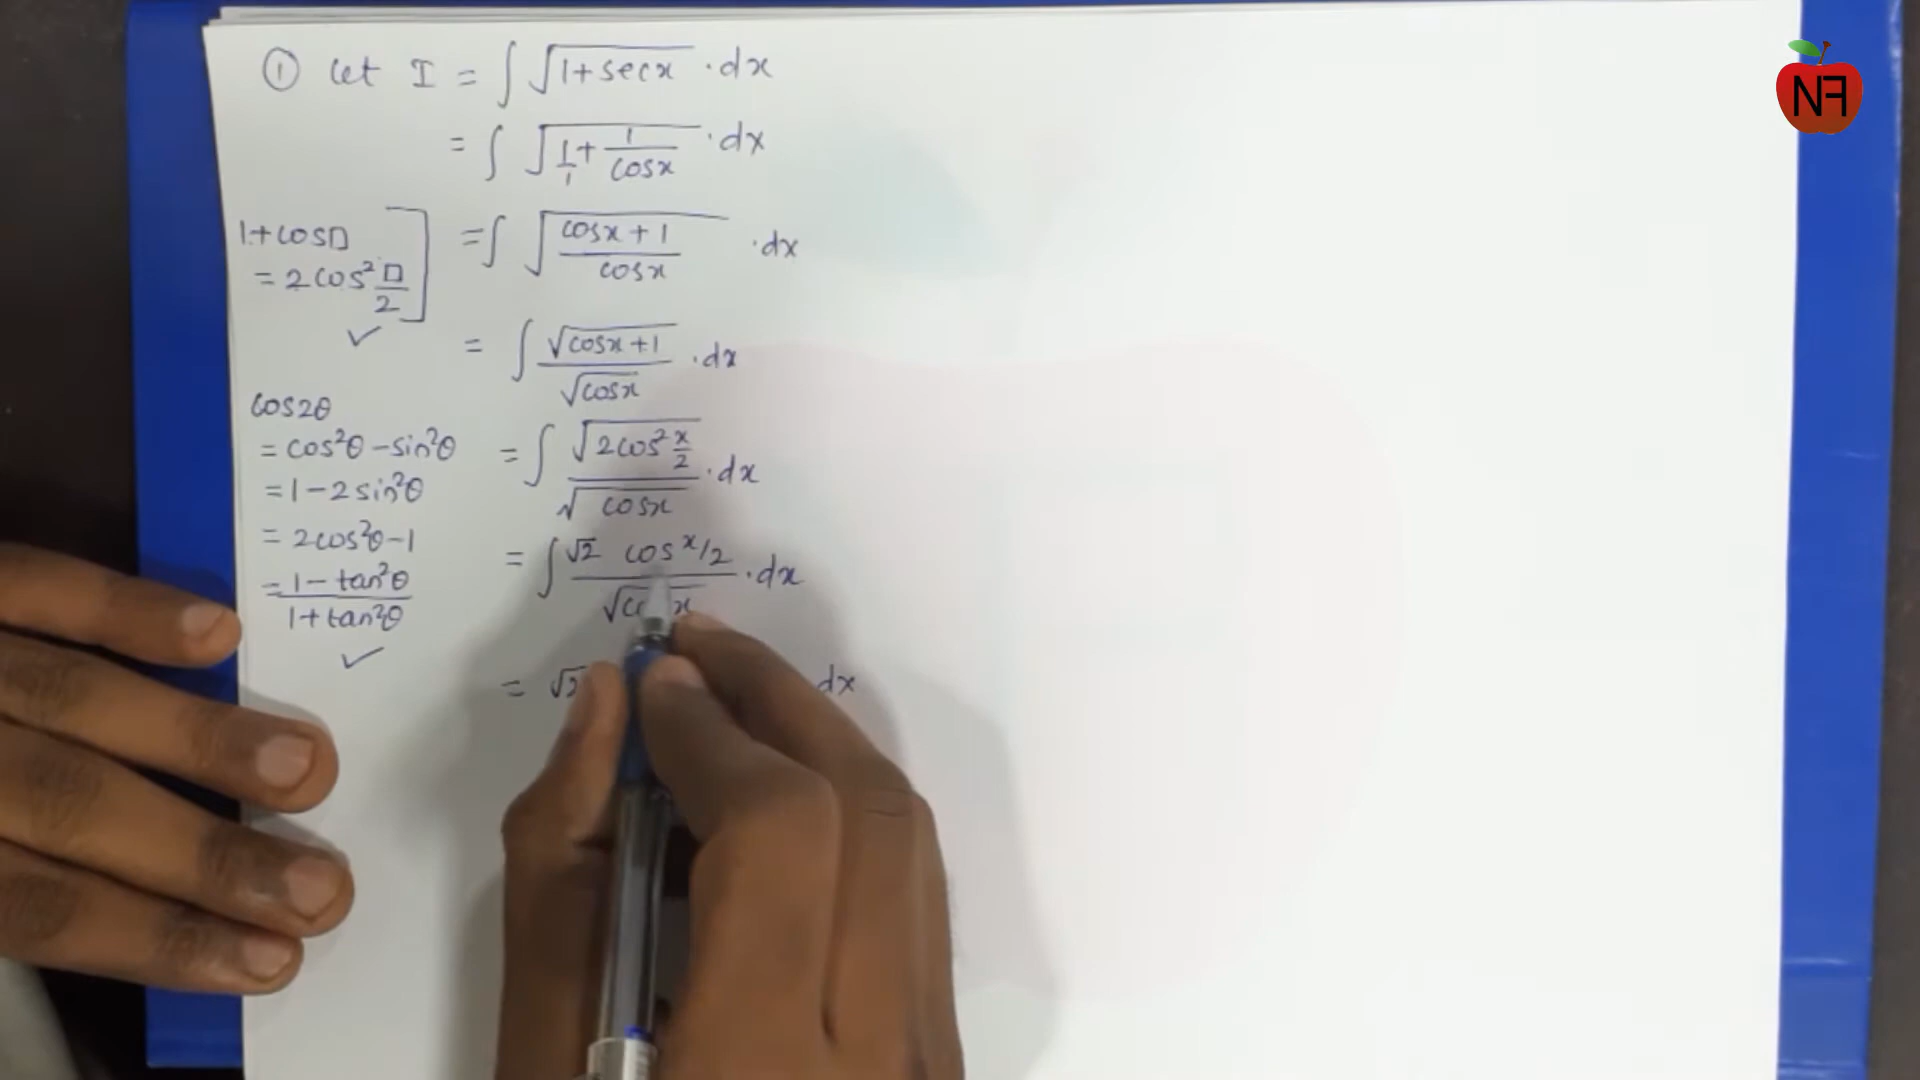 ① Let I = ∫ √(1+secx) · dx
= ∫ √(1/1 + 1/cosx) · dx
1+cos□
= 2cos² □/2
✓
= ∫ √((cosx+1)/cosx) · dx
= ∫ √(cosx+1)/√(cosx) · dx
cos2θ
= cos²θ - sin²θ
= 1 - 2sin²θ
= 2cos²θ - 1
= (1 - tan²θ)/(1 + tan²θ)
✓
= ∫ √(2cos² x/2)/√(cosx) · dx
= ∫ √2 cos x/2 / · dx
= √2 dx
NF